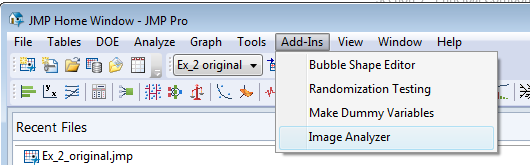 JMP Home Window - JMP Pro
File Tables DOE Analyze Graph Tools Add-Ins View Window Help
Ex_2 original
Bubble Shape Editor
Randomization Testing
Make Dummy Variables
Image Analyzer
Recent Files
Ex_2_original.jmp